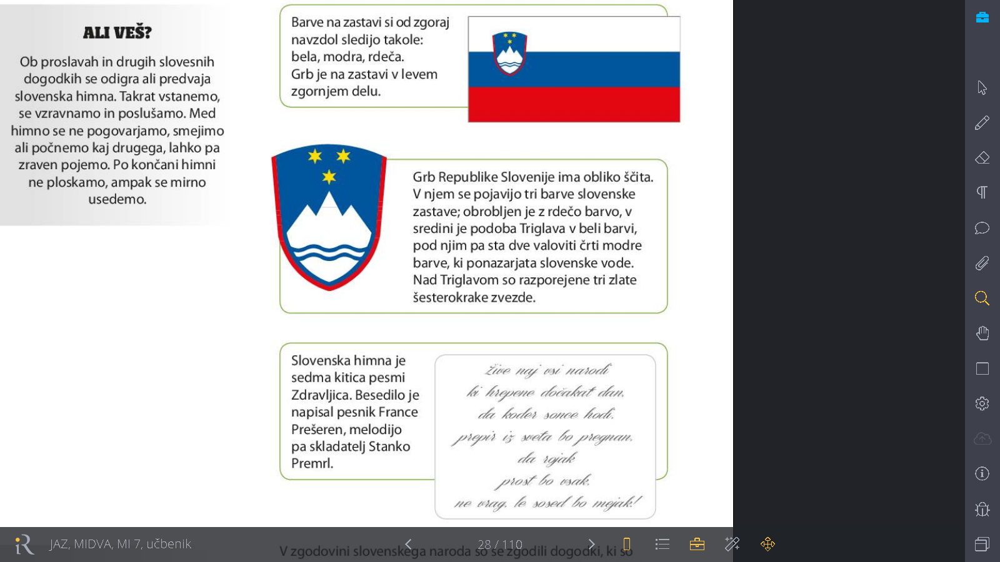 ALI VEŠ?
Ob proslavah in drugih slovesnih
dogodkih se odigra ali predvaja
slovenska himna. Takrat vstanemo,
se vzravnamo in poslušamo. Med
himno se ne pogovarjamo, smejimo
ali počnemo kaj drugega, lahko pa
zraven pojemo. Po končani himni
ne ploskamo, ampak se mirno
usedemo.
Barve na zastavi si od zgoraj
navzdol sledijo takole:
bela, modra, rdeča.
Grb je na zastavi v levem
zgornjem delu.
Grb Republike Slovenije ima obliko ščita.
V njem se pojavijo tri barve slovenske
zastave; obrobljen je z rdečo barvo, v
sredini je podoba Triglava v beli barvi,
pod njim pa sta dve valoviti črti modre
barve, ki ponazarjata slovenske vode.
Nad Triglavom so razporejene tri zlate
šesterokrake zvezde.
Slovenska himna je
sedma kitica pesmi
Zdravljica. Besedilo je
napisal pesnik France
Prešeren, melodijo
pa skladatelj Stanko
Premrl.
Žive naj vsi narodi
ki hrepene dočakat' dan,
da koder sonce hodi,
prepir iz sveta bo pregnan,
da rojak
prost bo vsak,
ne vrag, le sosed bo mejak!
V zgodovini slovenskega naroda so se zgodili dogodki, ki so
iR JAZ, MIDVA, MI 7, učbenik
28 / 110